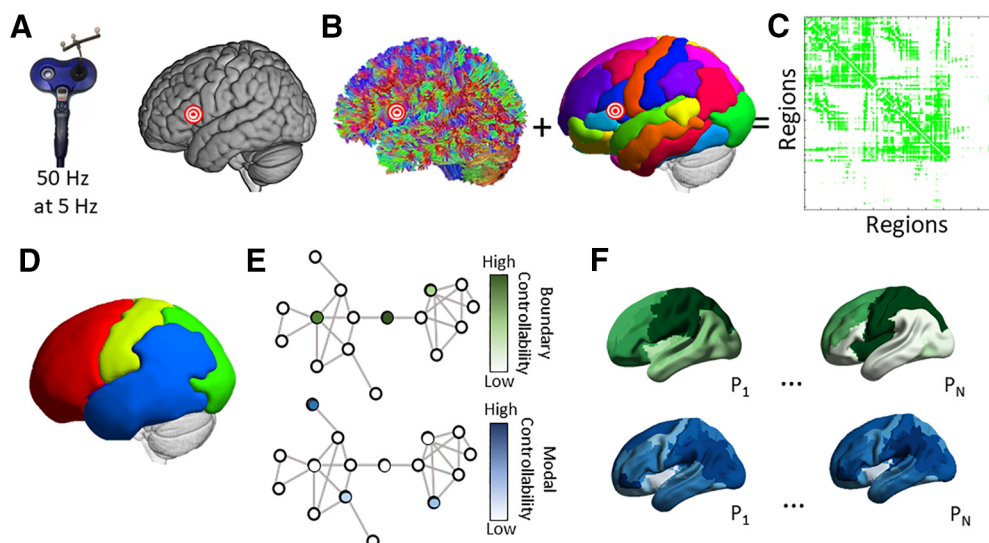 A
B
C
50 Hz
at 5 Hz
+
=
Regions
Regions
D
E
F
High
Low
Boundary
Controllability
High
Low
Modal
Controllability
P1
...
PN
P1
...
PN